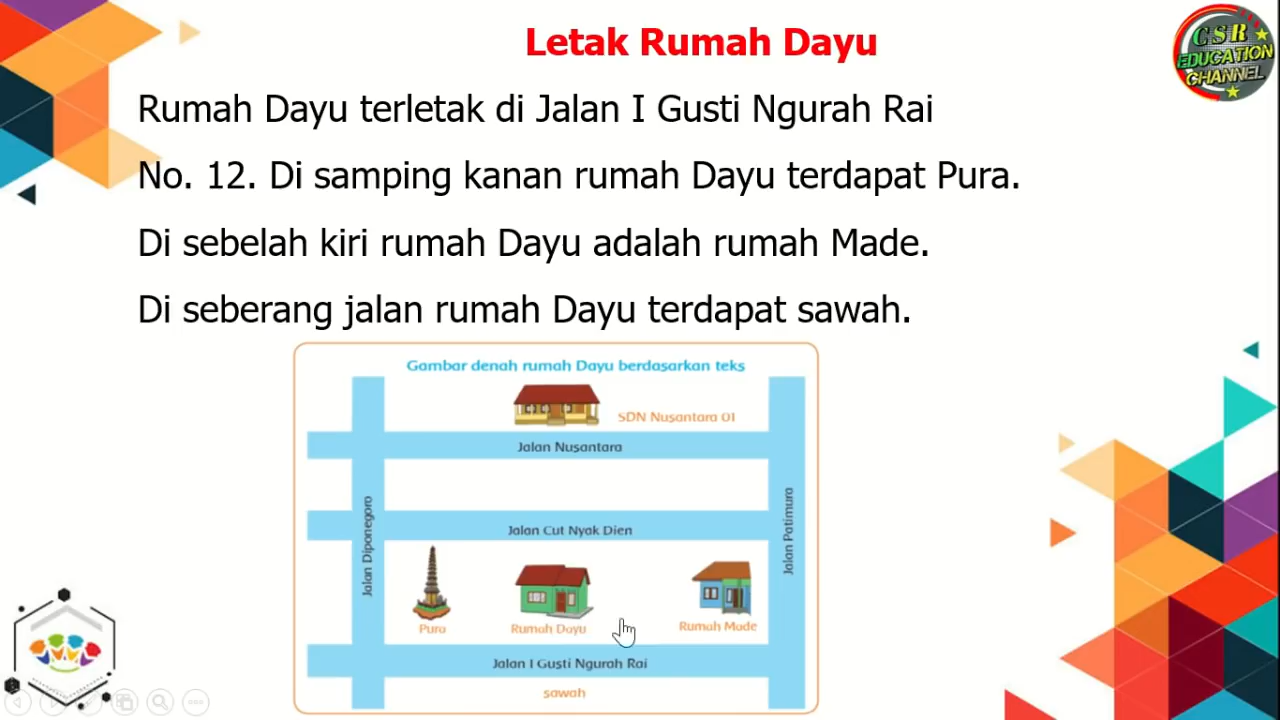 Letak Rumah Dayu
CSR
EDUCATION
CHANNEL
Rumah Dayu terletak di Jalan I Gusti Ngurah Rai
No. 12. Di samping kanan rumah Dayu terdapat Pura.
Di sebelah kiri rumah Dayu adalah rumah Made.
Di seberang jalan rumah Dayu terdapat sawah.
Gambar denah rumah Dayu berdasarkan teks
SDN Nusantara 01
Jalan Nusantara
Jalan Diponegoro
Jalan Cut Nyak Dien
Jalan Patimura
Pura
Rumah Dayu
Rumah Made
Jalan I Gusti Ngurah Rai
sawah